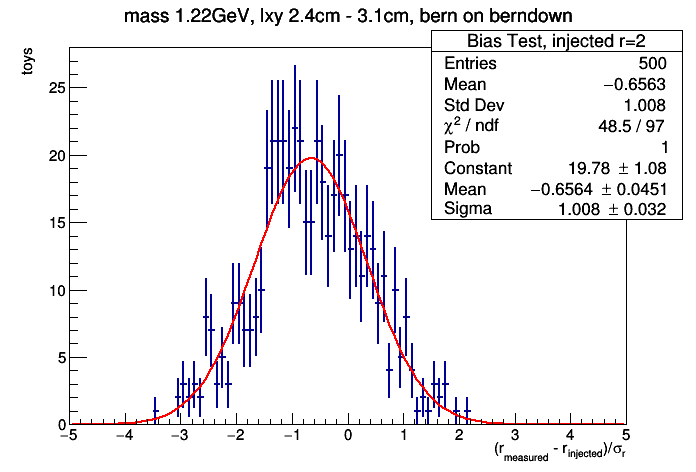 mass 1.22GeV, lxy 2.4cm - 3.1cm, bern on berndown
toys
Bias Test, injected r=2
Entries 500
Mean −0.6563
Std Dev 1.008
χ² / ndf 48.5 / 97
Prob 1
Constant 19.78 ± 1.08
Mean −0.6564 ± 0.0451
Sigma 1.008 ± 0.032
25
20
15
10
5
0
−5 −4 −3 −2 −1 0 1 2 3 4 5
(r_measured - r_injected)/σ_r